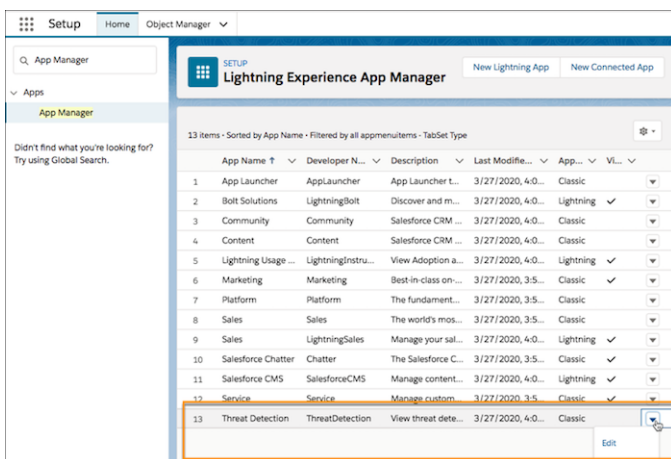 Setup Home Object Manager
App Manager
Apps
App Manager
Didn't find what you're looking for?
Try using Global Search.
SETUP
Lightning Experience App Manager
New Lightning App New Connected App
13 items • Sorted by App Name • Filtered by all appmenuitems - TabSet Type
App Name ↑ Developer N... Description Last Modifie... App... Vi...
1 App Launcher AppLauncher App Launcher t... 3/27/2020, 4:0... Classic
2 Bolt Solutions LightningBolt Discover and m... 3/27/2020, 4:0... Lightning ✓
3 Community Community Salesforce CRM ... 3/27/2020, 4:0... Classic
4 Content Content Salesforce CRM ... 3/27/2020, 4:0... Classic
5 Lightning Usage ... LightningInstru... View Adoption a... 3/27/2020, 4:0... Lightning ✓
6 Marketing Marketing Best-in-class on-... 3/27/2020, 3:5... Classic ✓
7 Platform Platform The fundament... 3/27/2020, 3:5... Classic
8 Sales Sales The world's mos... 3/27/2020, 3:5... Classic
9 Sales LightningSales Manage your sal... 3/27/2020, 4:0... Lightning ✓
10 Salesforce Chatter Chatter The Salesforce C... 3/27/2020, 3:5... Classic ✓
11 Salesforce CMS SalesforceCMS Manage content... 3/27/2020, 4:0... Lightning ✓
12 Service Service Manage custom... 3/27/2020, 3:5... Classic ✓
13 Threat Detection ThreatDetection View threat dete... 3/27/2020, 4:0... Classic
Edit